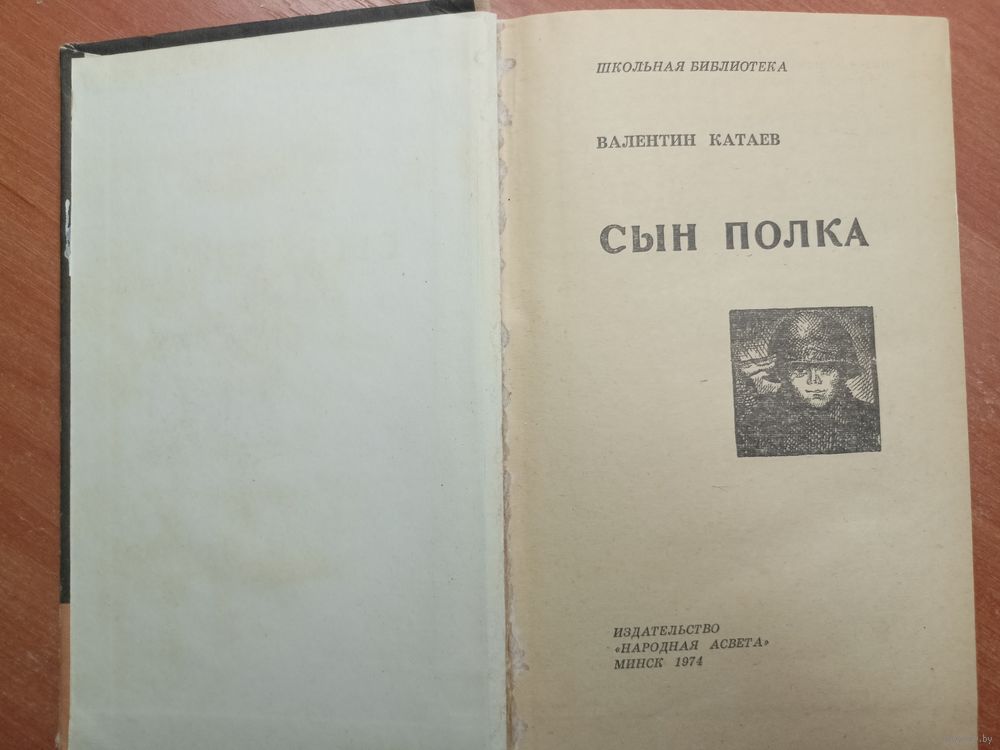 ШКОЛЬНАЯ БИБЛИОТЕКА
ВАЛЕНТИН КАТАЕВ
СЫН ПОЛКА
ИЗДАТЕЛЬСТВО
«НАРОДНАЯ АСВЕТА»
МИНСК 1974